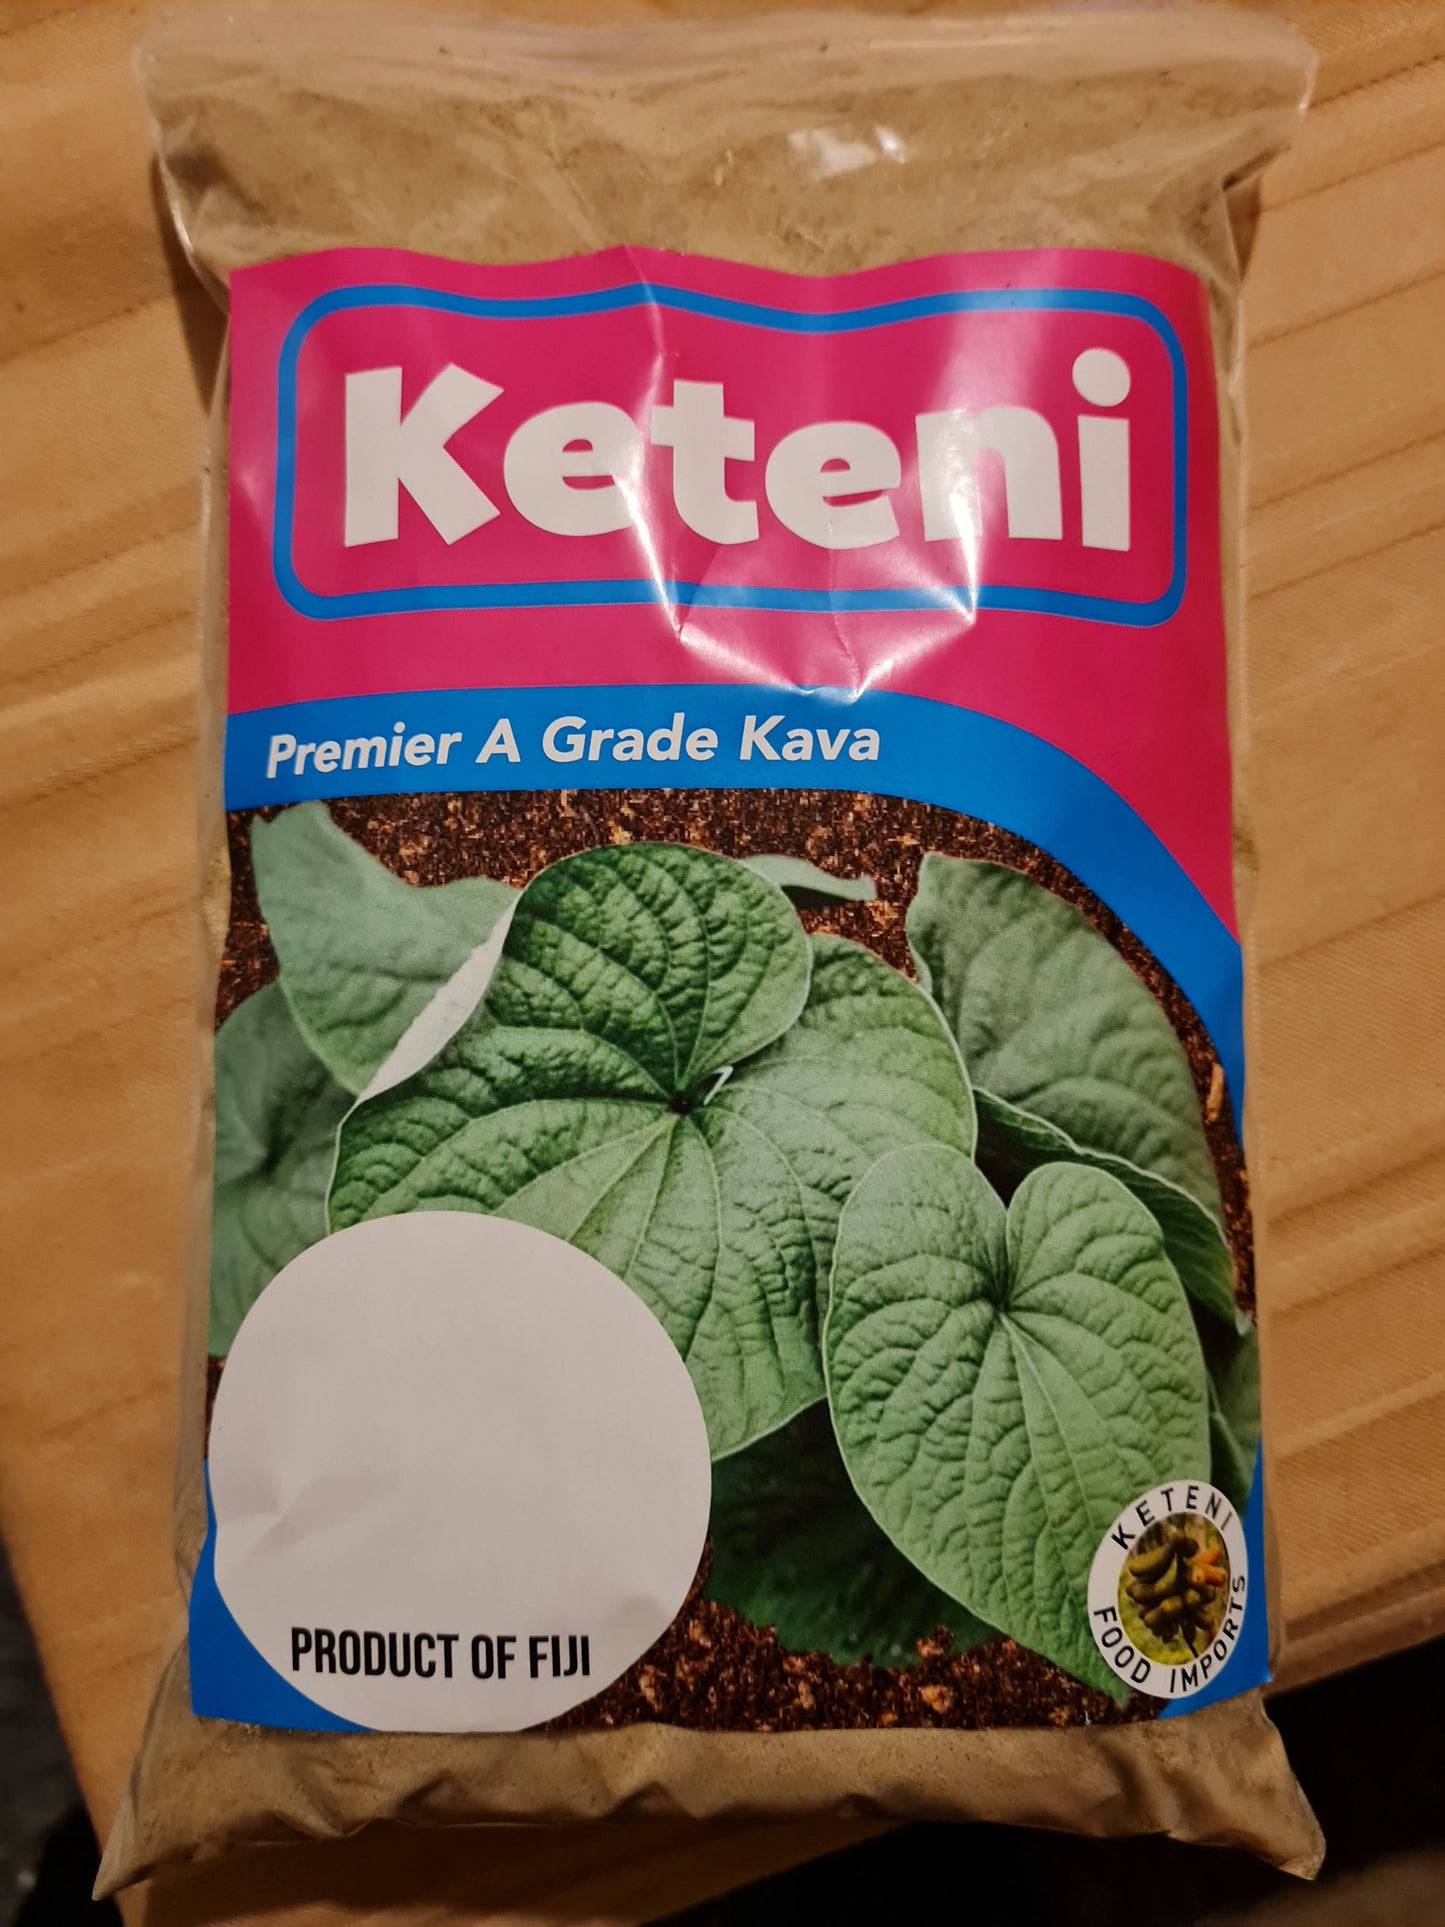 Keteni
Premier A Grade Kava
PRODUCT OF FIJI
KETENI
FOOD IMPORTS